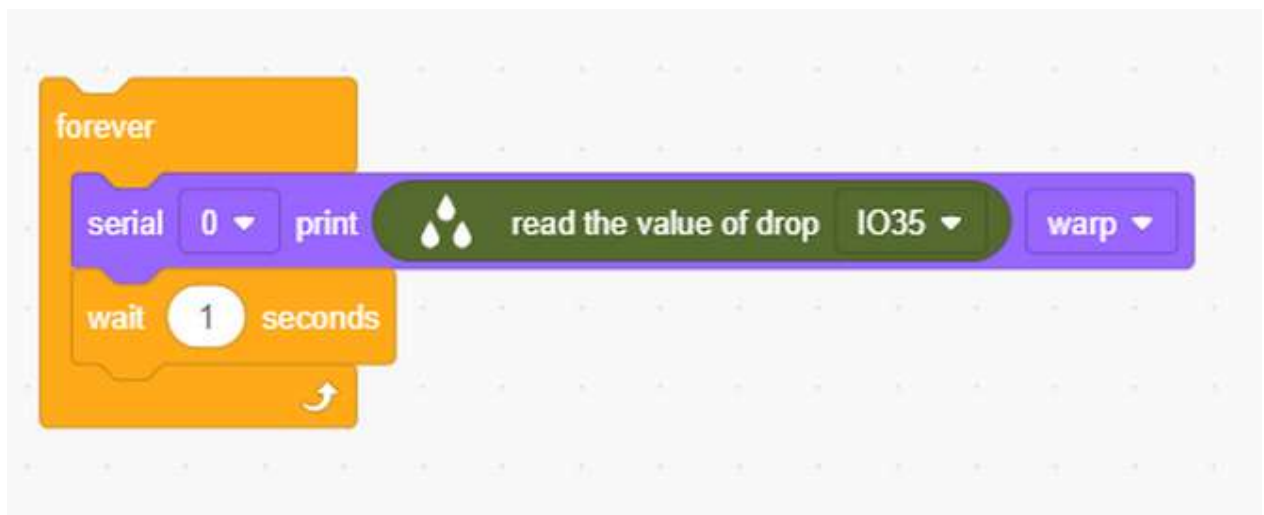 forever
serial 0 print read the value of drop IO35 warp
wait 1 seconds